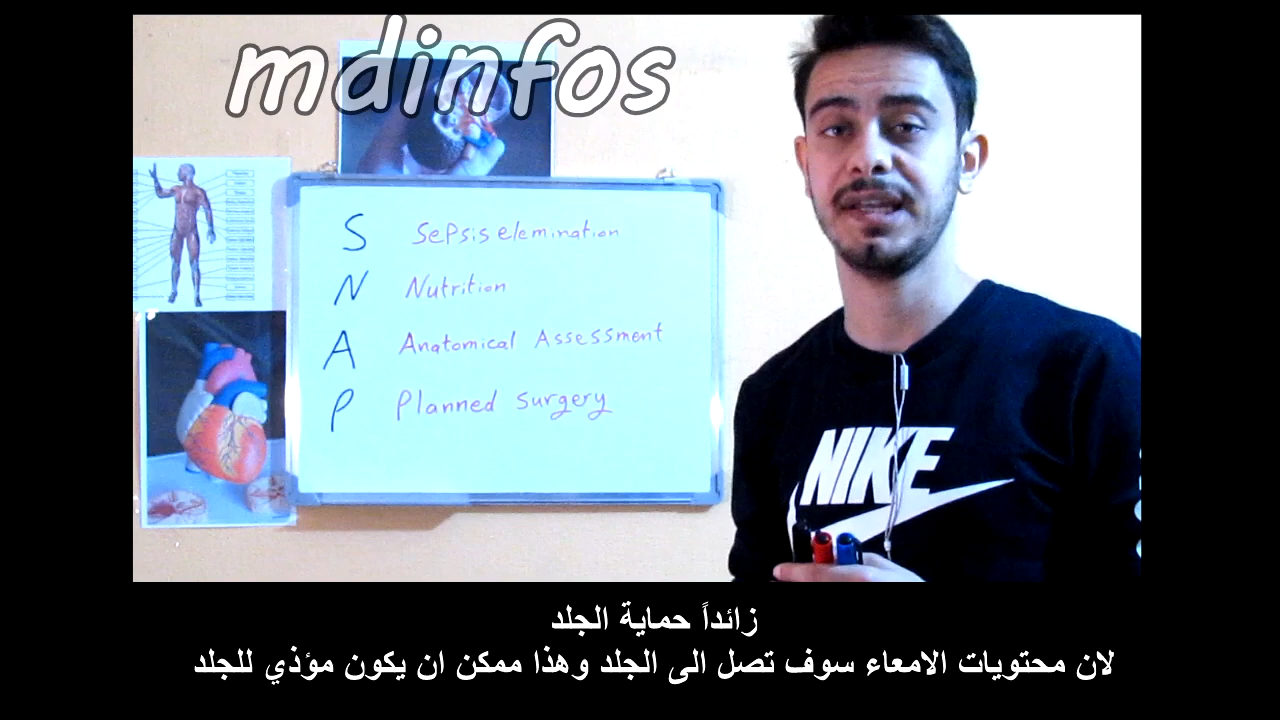 mdinfos
S Sepsis elemination
N Nutrition
A Anatomical Assessment
P Planned surgery
NIKE
زائداً حماية الجلد
لان محتويات الامعاء سوف تصل الى الجلد وهذا ممكن ان يكون مؤذي للجلد